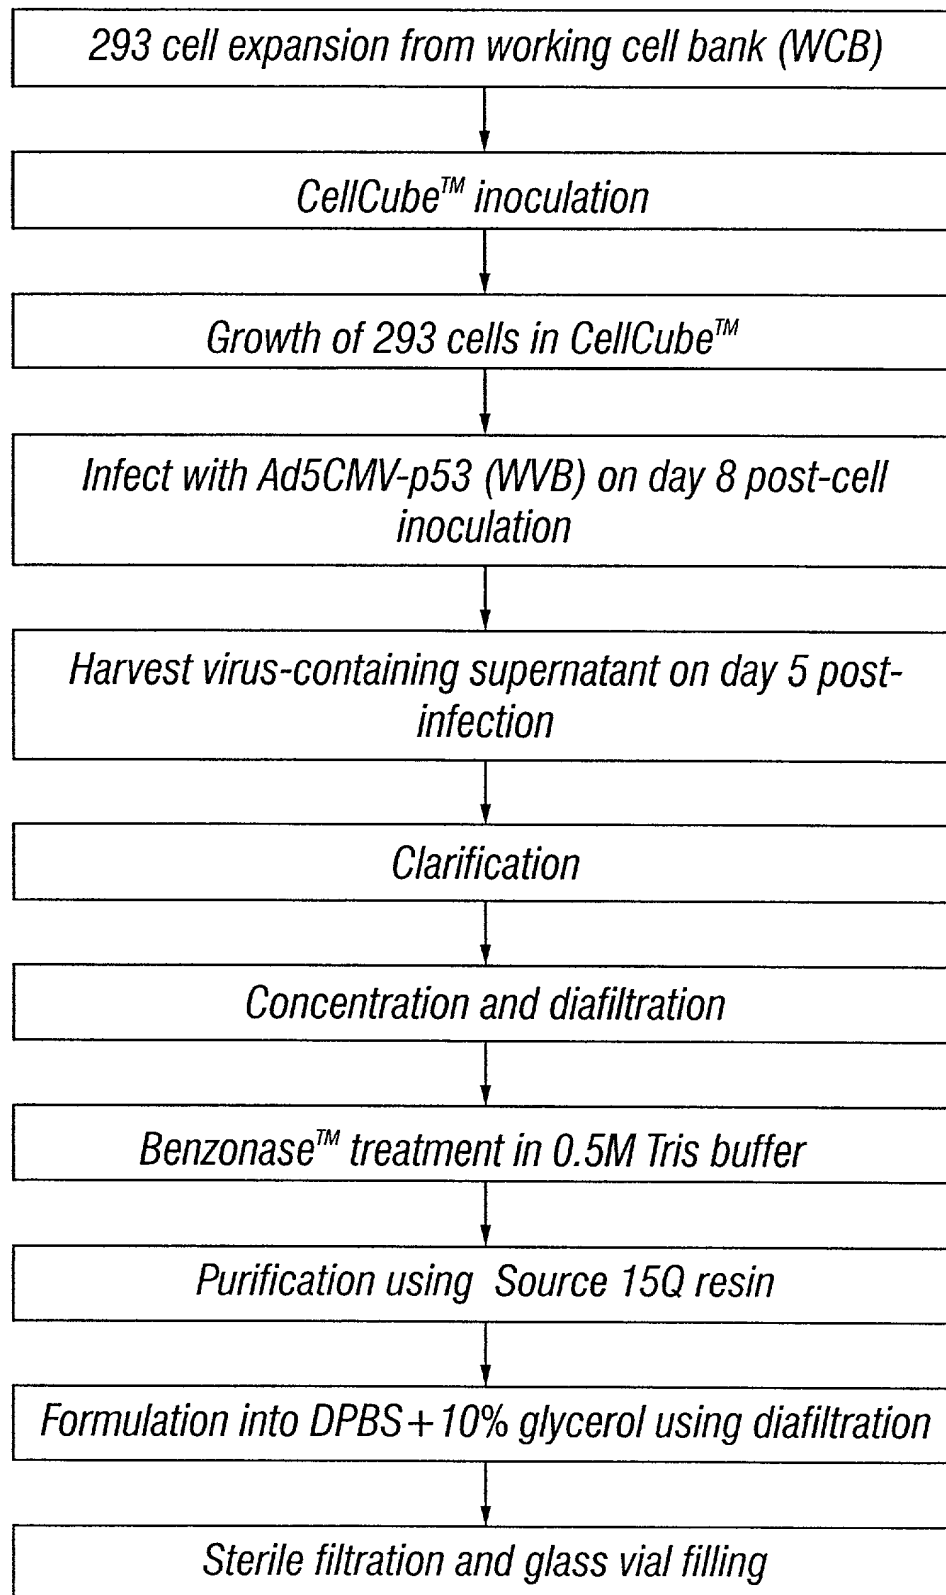 293 cell expansion from working cell bank (WCB)
CellCube™ inoculation
Growth of 293 cells in CellCube™
Infect with Ad5CMV-p53 (WVB) on day 8 post-cell
inoculation
Harvest virus-containing supernatant on day 5 post-
infection
Clarification
Concentration and diafiltration
Benzonase™ treatment in 0.5M Tris buffer
Purification using Source 15Q resin
Formulation into DPBS+10% glycerol using diafiltration
Sterile filtration and glass vial filling